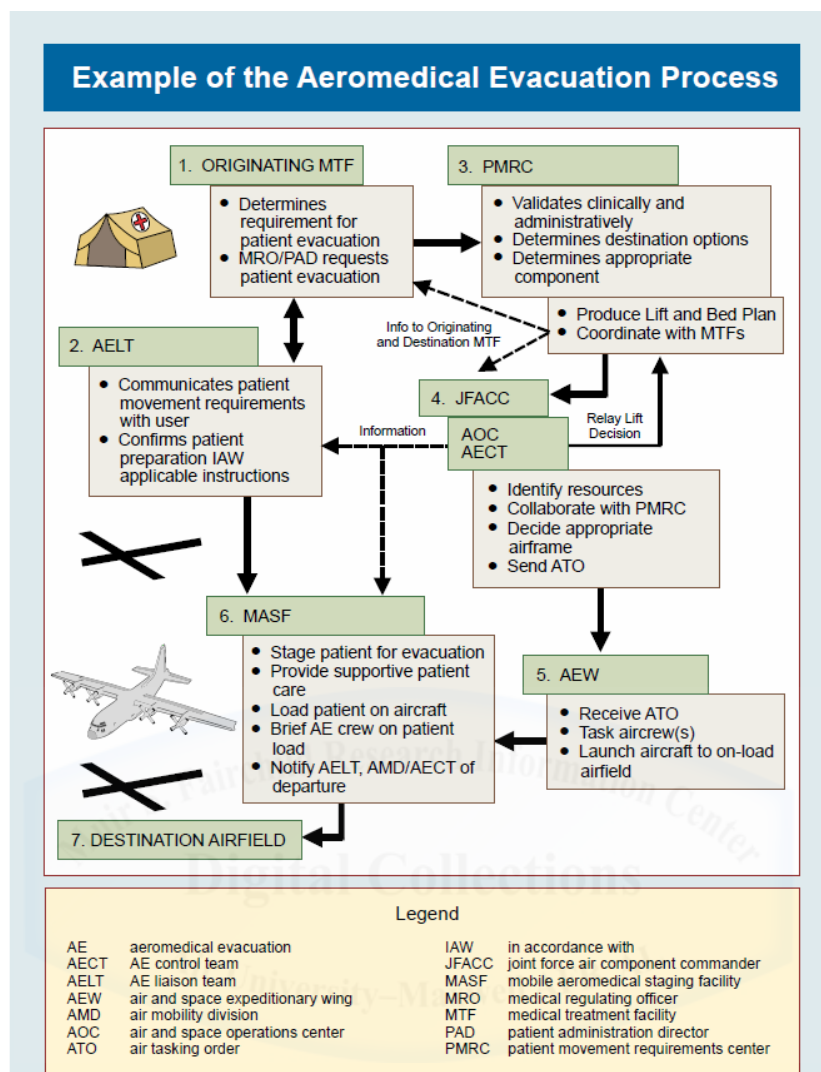 Example of the Aeromedical Evacuation Process
1. ORIGINATING MTF
• Determines
requirement for
patient evacuation
• MRO/PAD requests
patient evacuation
3. PMRC
• Validates clinically and
administratively
• Determines destination options
• Determines appropriate
component
• Produce Lift and Bed Plan
• Coordinate with MTFs
Info to Originating
and Destination MTF
2. AELT
• Communicates patient
movement requirements
with user
• Confirms patient
preparation IAW
applicable instructions
4. JFACC
AOC
AECT
Information
Relay Lift
Decision
• Identify resources
• Collaborate with PMRC
• Decide appropriate
airframe
• Send ATO
6. MASF
• Stage patient for evacuation
• Provide supportive patient
care
• Load patient on aircraft
• Brief AE crew on patient
load
• Notify AELT, AMD/AECT of
departure
5. AEW
• Receive ATO
• Task aircrew(s)
• Launch aircraft to on-load
airfield
7. DESTINATION AIRFIELD
Research Information Center
Digital Collections
Legend
AE aeromedical evacuation
AECT AE control team
AELT AE liaison team
AEW air and space expeditionary wing
AMD air mobility division
AOC air and space operations center
ATO air tasking order
IAW in accordance with
JFACC joint force air component commander
MASF mobile aeromedical staging facility
MRO medical regulating officer
MTF medical treatment facility
PAD patient administration director
PMRC patient movement requirements center